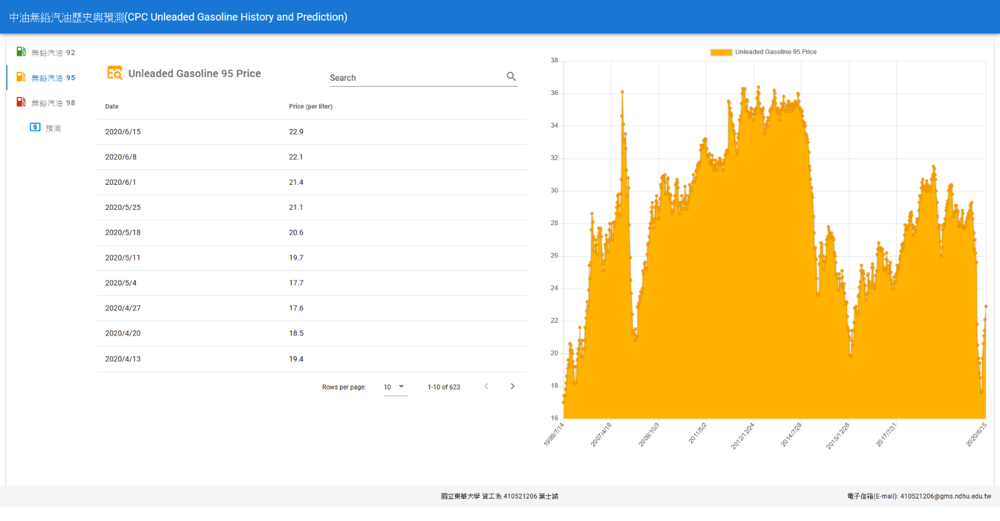 中油無鉛汽油歷史與預測(CPC Unleaded Gasoline History and Prediction)
無鉛汽油 92
無鉛汽油 95
無鉛汽油 98
預測
Unleaded Gasoline 95 Price
Search
Date Price (per liter)
2020/6/15 22.9
2020/6/8 22.1
2020/6/1 21.4
2020/5/25 21.1
2020/5/18 20.6
2020/5/11 19.7
2020/5/4 17.7
2020/4/27 17.6
2020/4/20 18.5
2020/4/13 19.4
Rows per page: 10 1-10 of 623
Unleaded Gasoline 95 Price
38
36
34
32
30
28
26
24
22
20
18
16
1999/7/14 2007/4/18 2009/10/3 2011/5/2 2012/12/24 2014/7/28 2015/12/28 2017/7/31 2020/6/15
國立東華大學 資工系 410521206 葉士誠
電子信箱(E-mail): 410521206@gms.ndhu.edu.tw